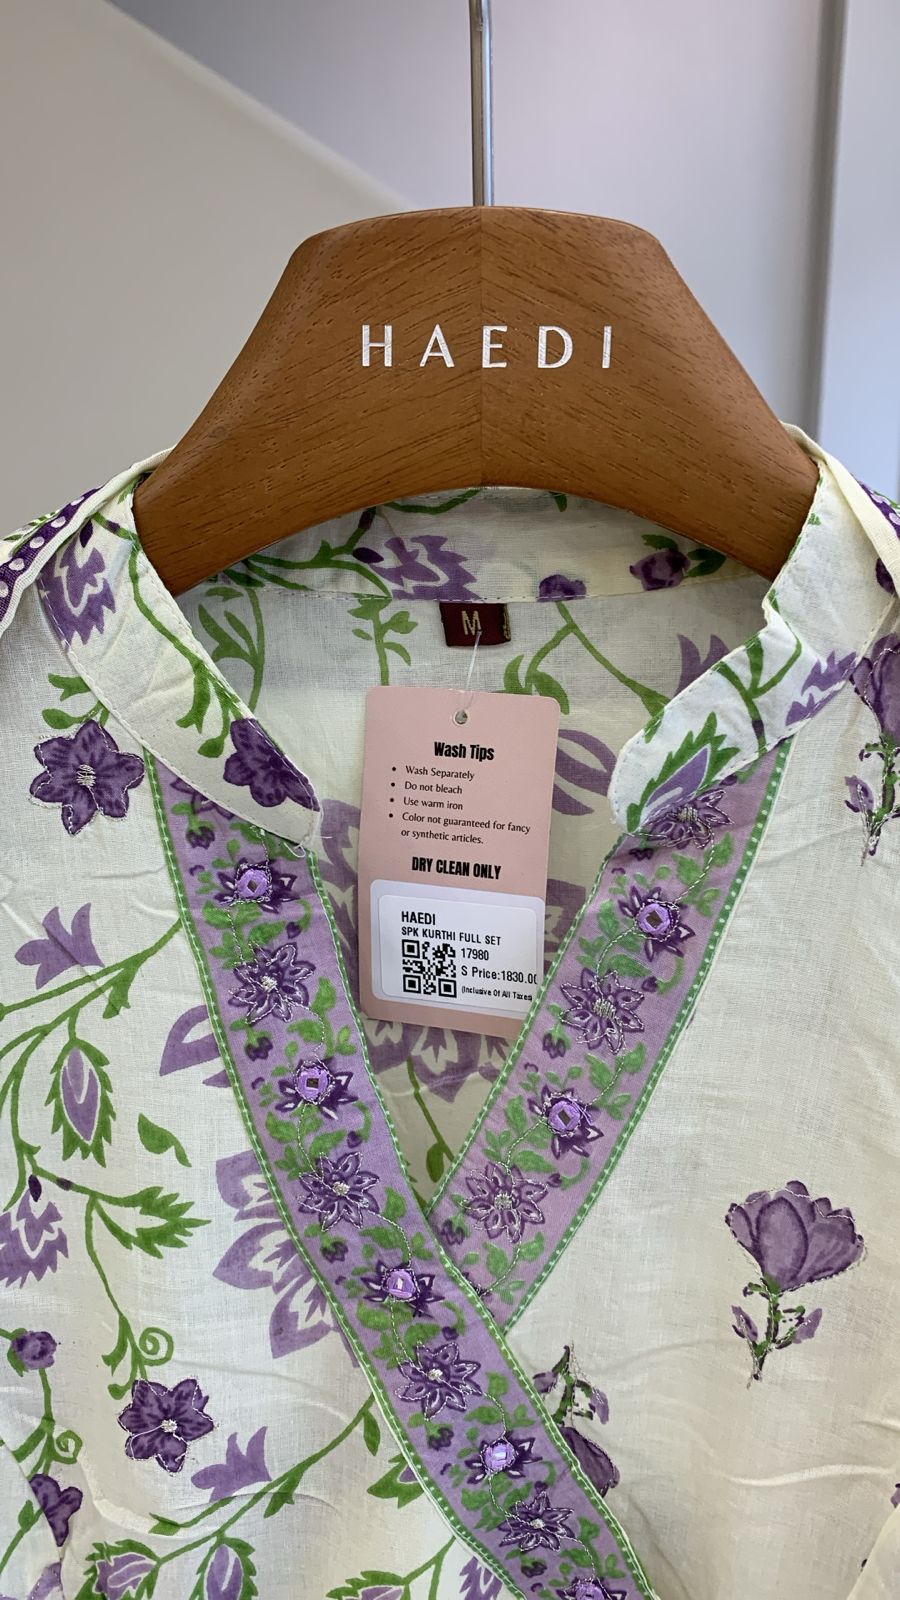 HAEDI
M
Wash Tips
• Wash Separately
• Do not bleach
• Use warm iron
• Color not guaranteed for fancy
or synthetic articles.
DRY CLEAN ONLY
HAEDI
SPK KURTHI FULL SET
17980
S Price:1830.00
(Inclusive Of All Taxes)